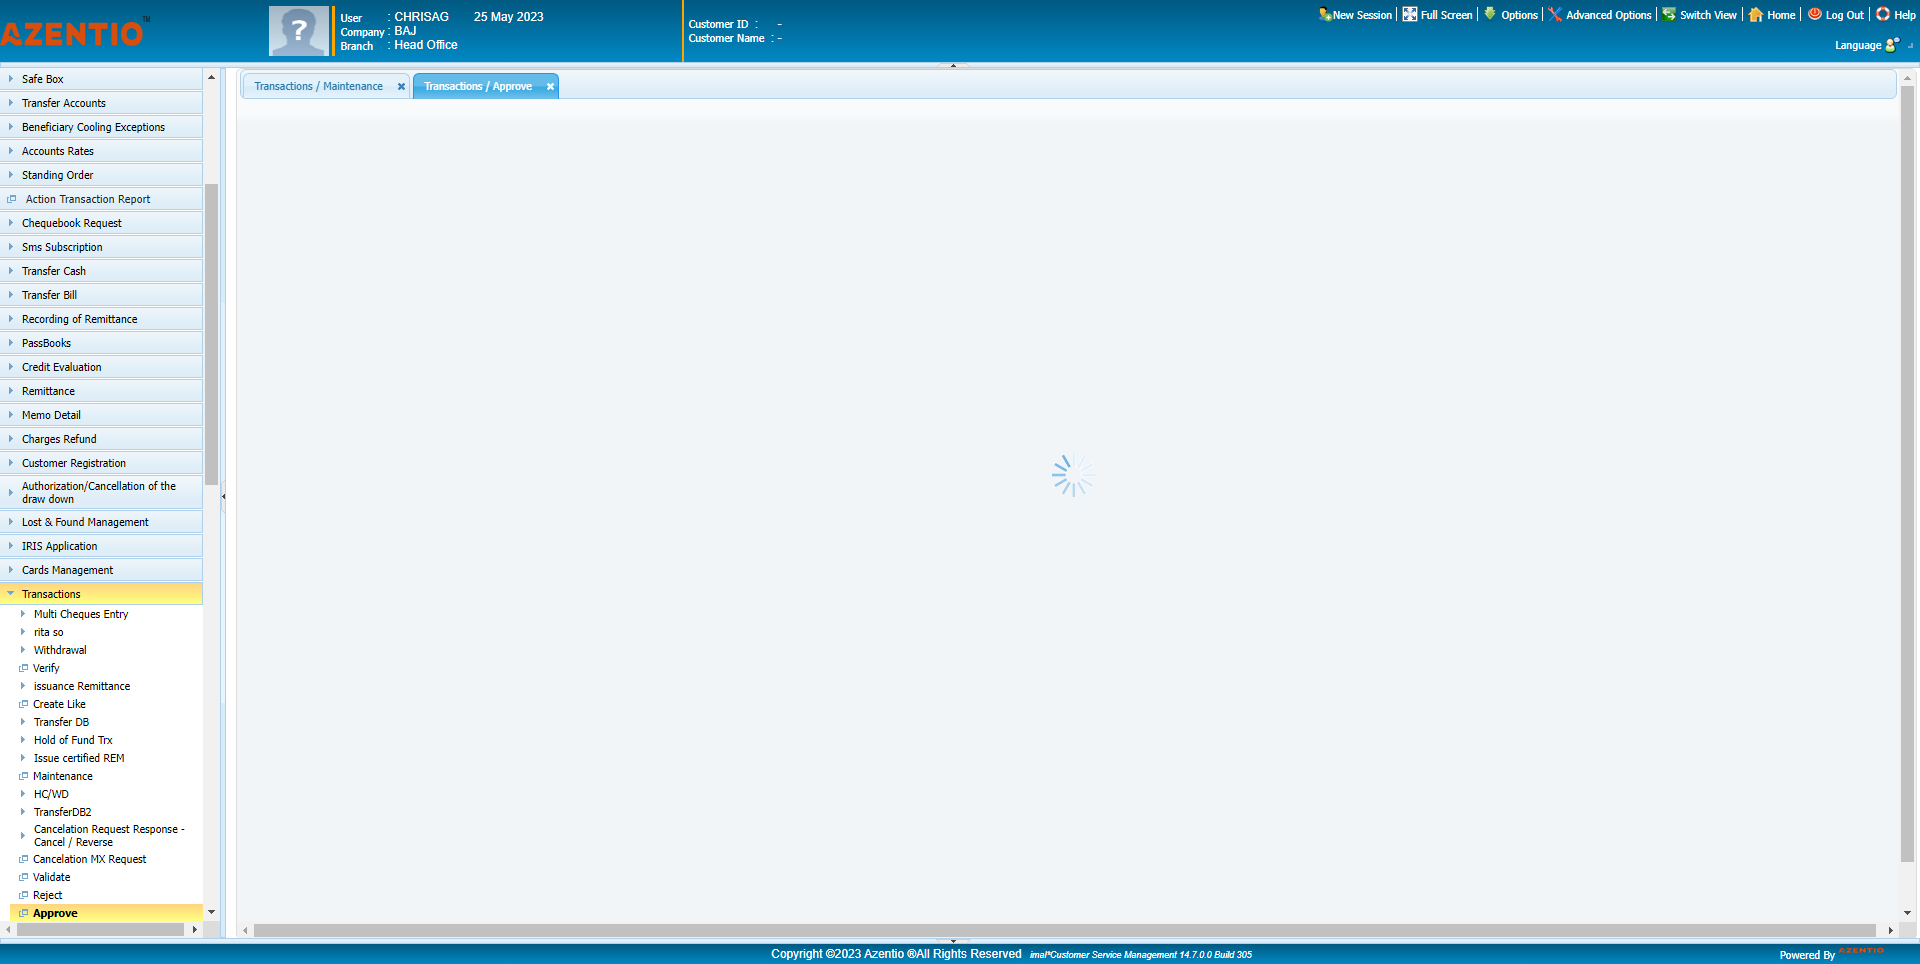 AZENTIO™
User : CHRISAG 25 May 2023
Company : BAJ
Branch : Head Office
Customer ID : -
Customer Name : -
New Session Full Screen Options Advanced Options Switch View Home Log Out Help
Language
Safe Box
Transfer Accounts
Beneficiary Cooling Exceptions
Accounts Rates
Standing Order
Action Transaction Report
Chequebook Request
Sms Subscription
Transfer Cash
Transfer Bill
Recording of Remittance
PassBooks
Credit Evaluation
Remittance
Memo Detail
Charges Refund
Customer Registration
Authorization/Cancellation of the
draw down
Lost & Found Management
IRIS Application
Cards Management
Transactions
Multi Cheques Entry
rita so
Withdrawal
Verify
issuance Remittance
Create Like
Transfer DB
Hold of Fund Trx
Issue certified REM
Maintenance
HC/WD
TransferDB2
Cancelation Request Response -
Cancel / Reverse
Cancelation MX Request
Validate
Reject
Approve
Transactions / Maintenance
Transactions / Approve
Copyright ©2023 Azentio ®All Rights Reserved imal*Customer Service Management 14.7.0.0 Build 305
Powered By AZENTIO